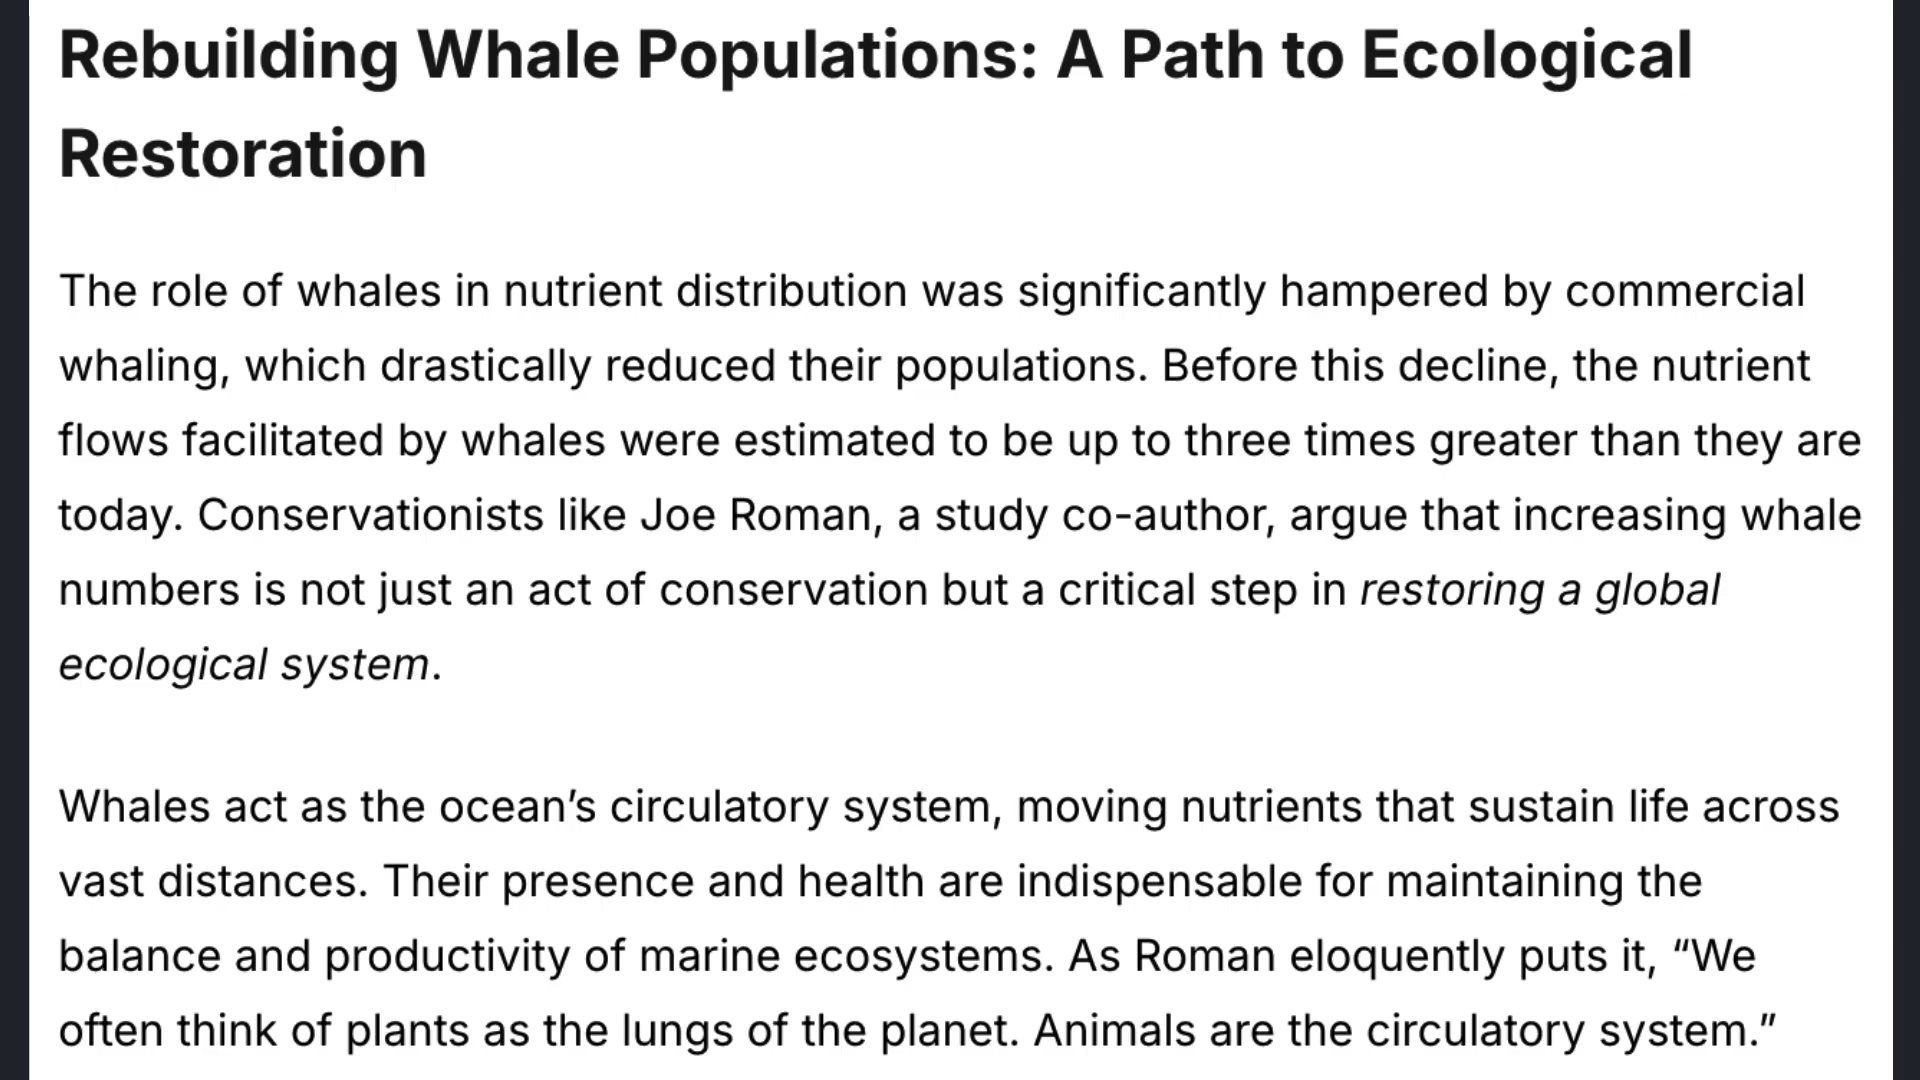 Rebuilding Whale Populations: A Path to Ecological
Restoration
The role of whales in nutrient distribution was significantly hampered by commercial
whaling, which drastically reduced their populations. Before this decline, the nutrient
flows facilitated by whales were estimated to be up to three times greater than they are
today. Conservationists like Joe Roman, a study co-author, argue that increasing whale
numbers is not just an act of conservation but a critical step in restoring a global
ecological system.
Whales act as the ocean’s circulatory system, moving nutrients that sustain life across
vast distances. Their presence and health are indispensable for maintaining the
balance and productivity of marine ecosystems. As Roman eloquently puts it, “We
often think of plants as the lungs of the planet. Animals are the circulatory system.”